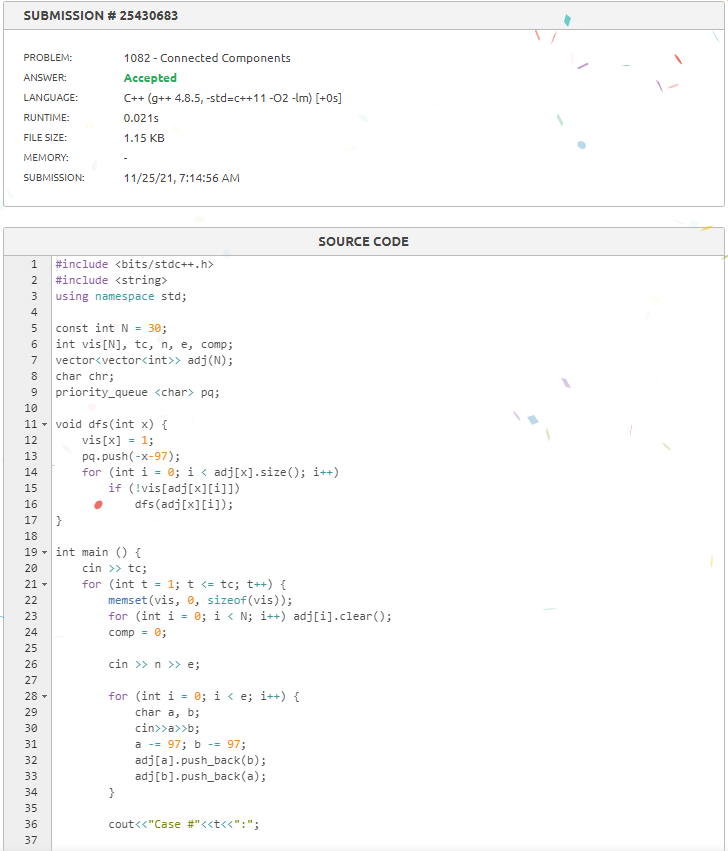 SUBMISSION # 25430683
PROBLEM: 1082 - Connected Components
ANSWER: Accepted
LANGUAGE: C++ (g++ 4.8.5, -std=c++11 -O2 -lm) [+0s]
RUNTIME: 0.021s
FILE SIZE: 1.15 KB
MEMORY: -
SUBMISSION: 11/25/21, 7:14:56 AM
SOURCE CODE
1 #include <bits/stdc++.h>
2 #include <string>
3 using namespace std;
4
5 const int N = 30;
6 int vis[N], tc, n, e, comp;
7 vector<vector<int>> adj(N);
8 char chr;
9 priority_queue <char> pq;
10
11 void dfs(int x) {
12     vis[x] = 1;
13     pq.push(-x-97);
14     for (int i = 0; i < adj[x].size(); i++)
15         if (!vis[adj[x][i]])
16             dfs(adj[x][i]);
17 }
18
19 int main () {
20     cin >> tc;
21     for (int t = 1; t <= tc; t++) {
22         memset(vis, 0, sizeof(vis));
23         for (int i = 0; i < N; i++) adj[i].clear();
24         comp = 0;
25
26         cin >> n >> e;
27
28         for (int i = 0; i < e; i++) {
29             char a, b;
30             cin>>a>>b;
31             a -= 97; b -= 97;
32             adj[a].push_back(b);
33             adj[b].push_back(a);
34         }
35
36         cout<<"Case #"<<t<<":";
37